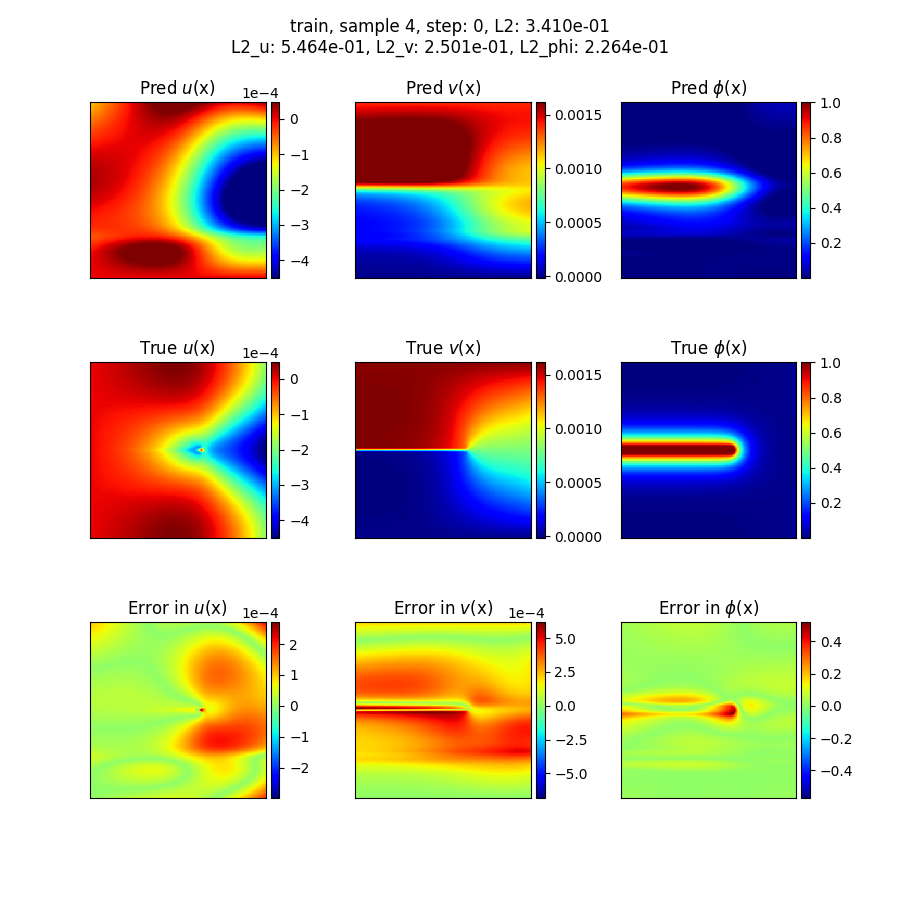 train, sample 4, step: 0, L2: 3.410e-01
L2_u: 5.464e-01, L2_v: 2.501e-01, L2_phi: 2.264e-01
Pred u(x)
1e−4
0
−1
−2
−3
−4
Pred v(x)
0.0015
0.0010
0.0005
0.0000
Pred ϕ(x)
1.0
0.8
0.6
0.4
0.2
True u(x)
1e−4
0
−1
−2
−3
−4
True v(x)
0.0015
0.0010
0.0005
0.0000
True ϕ(x)
1.0
0.8
0.6
0.4
0.2
Error in u(x)
1e−4
2
1
0
−1
−2
Error in v(x)
1e−4
5.0
2.5
0.0
−2.5
−5.0
Error in ϕ(x)
0.4
0.2
0.0
−0.2
−0.4